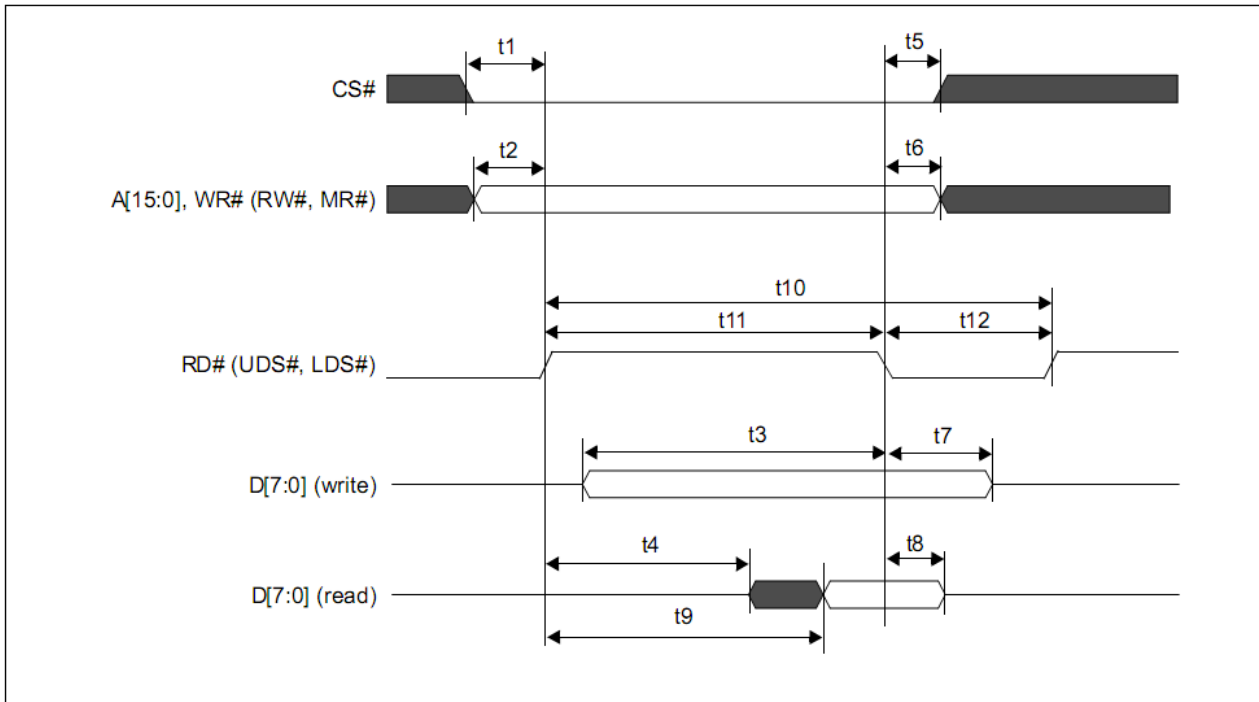 t1
t5
CS#
t2
t6
A[15:0], WR# (RW#, MR#)
t10
t11
t12
RD# (UDS#, LDS#)
t3
t7
D[7:0] (write)
t4
t8
D[7:0] (read)
t9